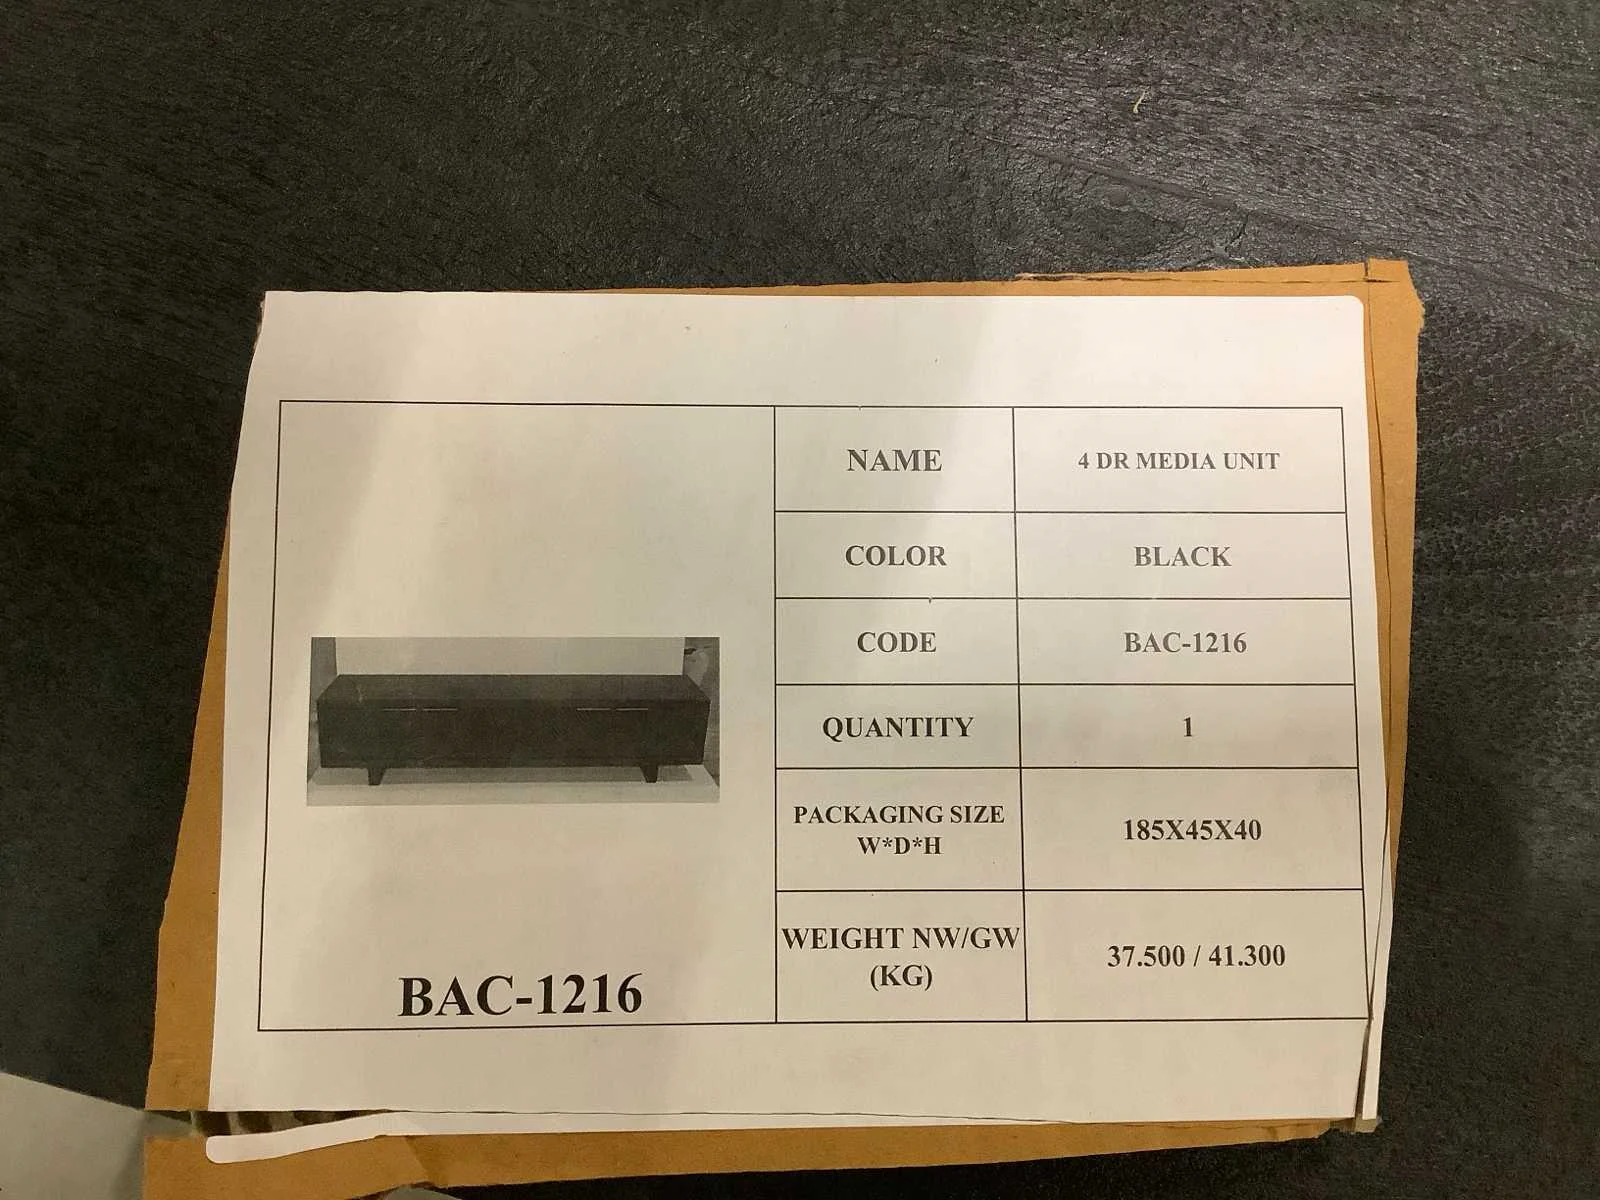 NAME 4 DR MEDIA UNIT
COLOR BLACK
CODE BAC-1216
QUANTITY 1
PACKAGING SIZE
W*D*H
185X45X40
WEIGHT NW/GW
(KG)
37.500 / 41.300
BAC-1216